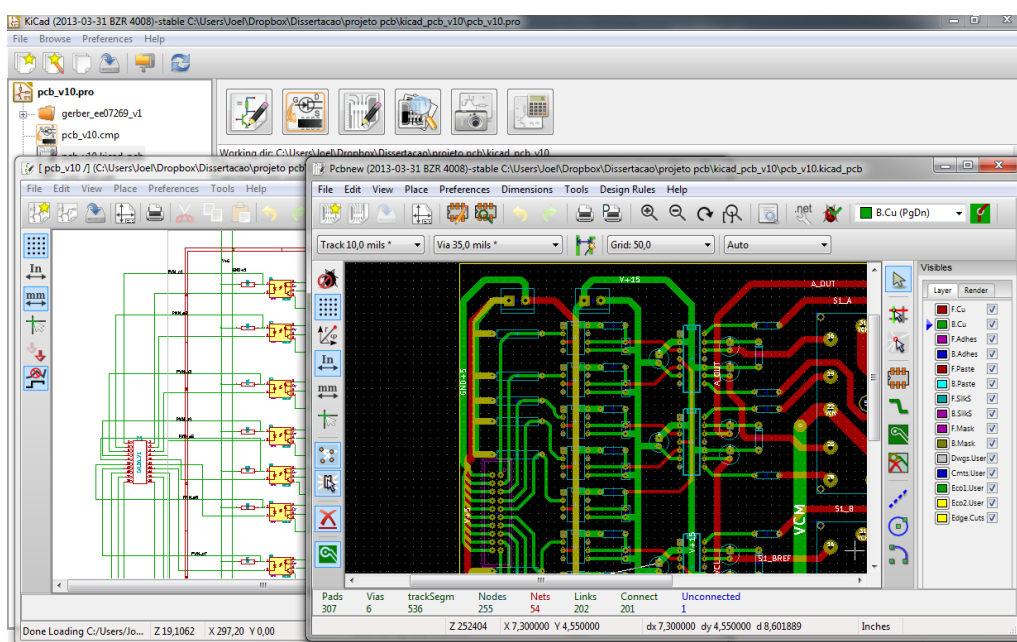 KiCad (2013-03-31 BZR 4008)-stable C:\Users\Joel\Dropbox\Dissertacao\projeto pcb\kicad_pcb_v10\pcb_v10.pro
File Browse Preferences Help
pcb_v10.pro
gerber_ee07269_v1
pcb_v10.cmp
pcb_v10.kicad_pcb
Working dir: C:\Users\Joel\Dropbox\Dissertacao\projeto pcb\kicad_pcb_v10
[ pcb_v10 /] (C:\Users\Joel\Dropbox\Dissertacao\projeto pcb
File Edit View Place Preferences Tools Help
In
mm
Done Loading C:/Users/Jo... Z 19,1062 X 297,20 Y 0,00
Pcbnew (2013-03-31 BZR 4008)-stable C:\Users\Joel\Dropbox\Dissertacao\projeto pcb\kicad_pcb_v10\pcb_v10.kicad_pcb
File Edit View Place Preferences Dimensions Tools Design Rules Help
.net
B.Cu (PgDn)
Track 10,0 mils * Via 35,0 mils * Grid: 50,0 Auto
In
mm
Y+15
A_OUT
S1_A
GND+5
A_OUT
Y+5
VCM
S1_B
Y+15
S1_BREF
Visibles
Layer Render
F.Cu
B.Cu
F.Adhes
B.Adhes
F.Paste
B.Paste
F.SilkS
B.SilkS
F.Mask
B.Mask
Dwgs.User
Cmts.User
Eco1.User
Eco2.User
Edge.Cuts
Pads Vias trackSegm Nodes Nets Links Connect Unconnected
307 6 536 255 54 202 201 1
Z 252404 X 7,300000 Y 4,550000 dx 7,300000 dy 4,550000 d 8,601889 Inches